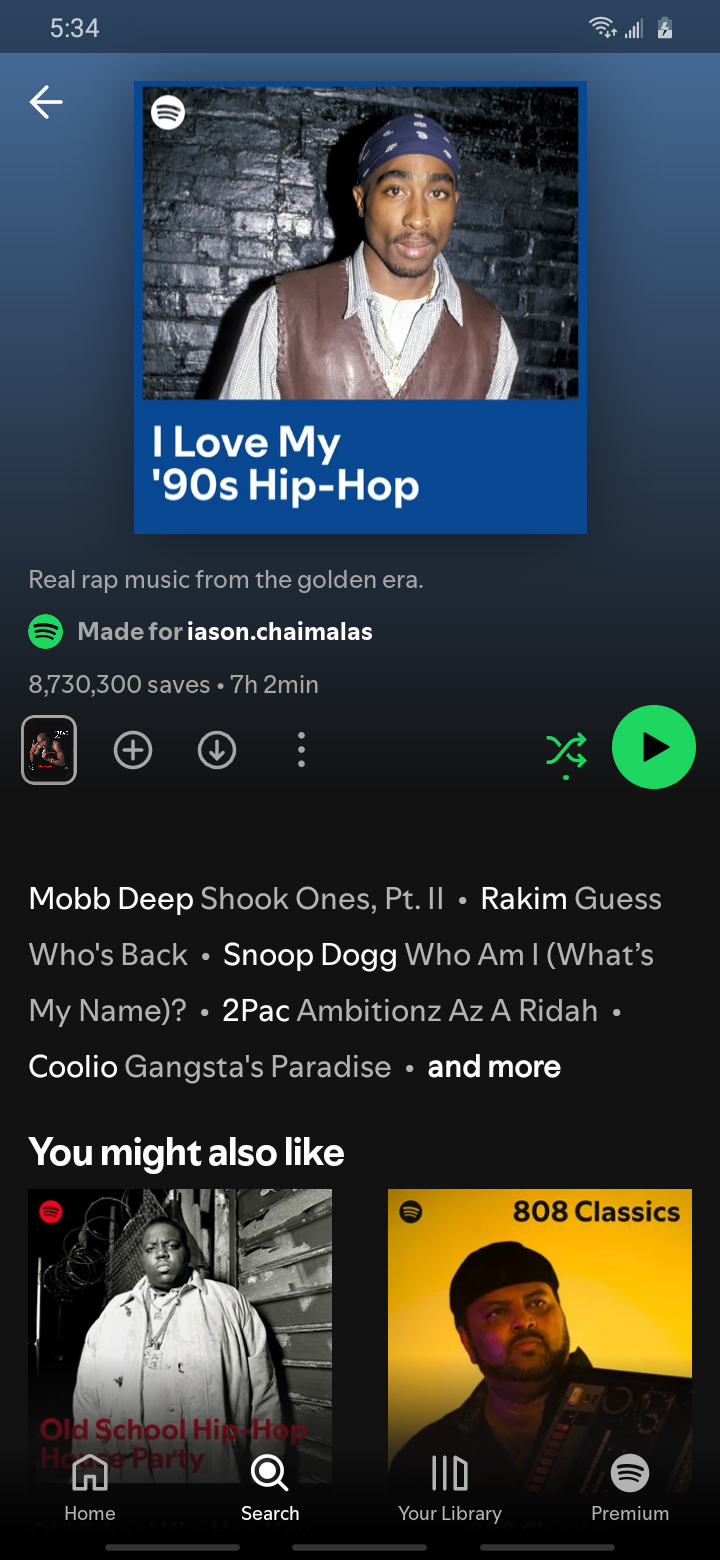 5:34
I Love My
'90s Hip-Hop
Real rap music from the golden era.
Made for iason.chaimalas
8,730,300 saves • 7h 2min
Mobb Deep Shook Ones, Pt. II • Rakim Guess
Who's Back • Snoop Dogg Who Am I (What’s
My Name)? • 2Pac Ambitionz Az A Ridah •
Coolio Gangsta's Paradise • and more
You might also like
808 Classics
Old School Hip-Hop
House Party
Home
Search
Your Library
Premium